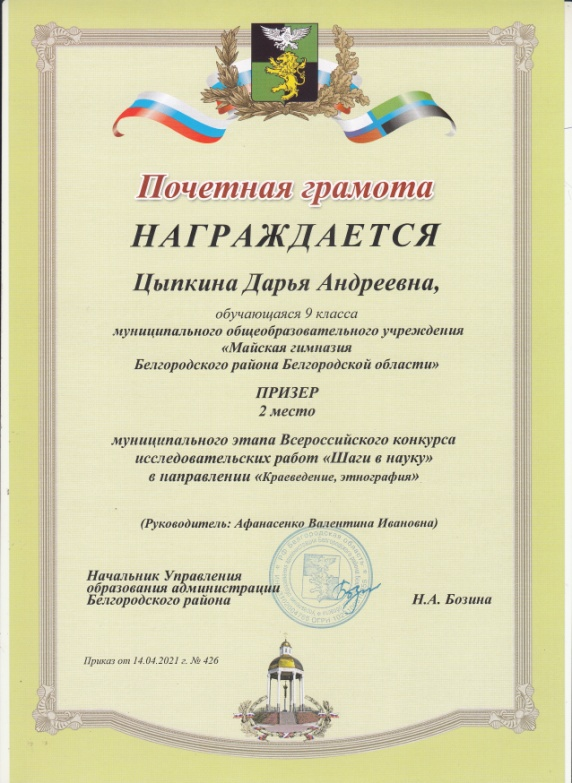 Почетная грамота
НАГРАЖДАЕТСЯ
Цыпкина Дарья Андреевна,
обучающаяся 9 класса
муниципального общеобразовательного учреждения
«Майская гимназия
Белгородского района Белгородской области»
ПРИЗЕР
2 место
муниципального этапа Всероссийского конкурса
исследовательских работ «Шаги в науку»
в направлении «Краеведение, этнография»
(Руководитель: Афанасенко Валентина Ивановна)
Начальник Управления
образования администрации
Белгородского района
Н.А. Бозина
Приказ от 14.04.2021 г. № 426